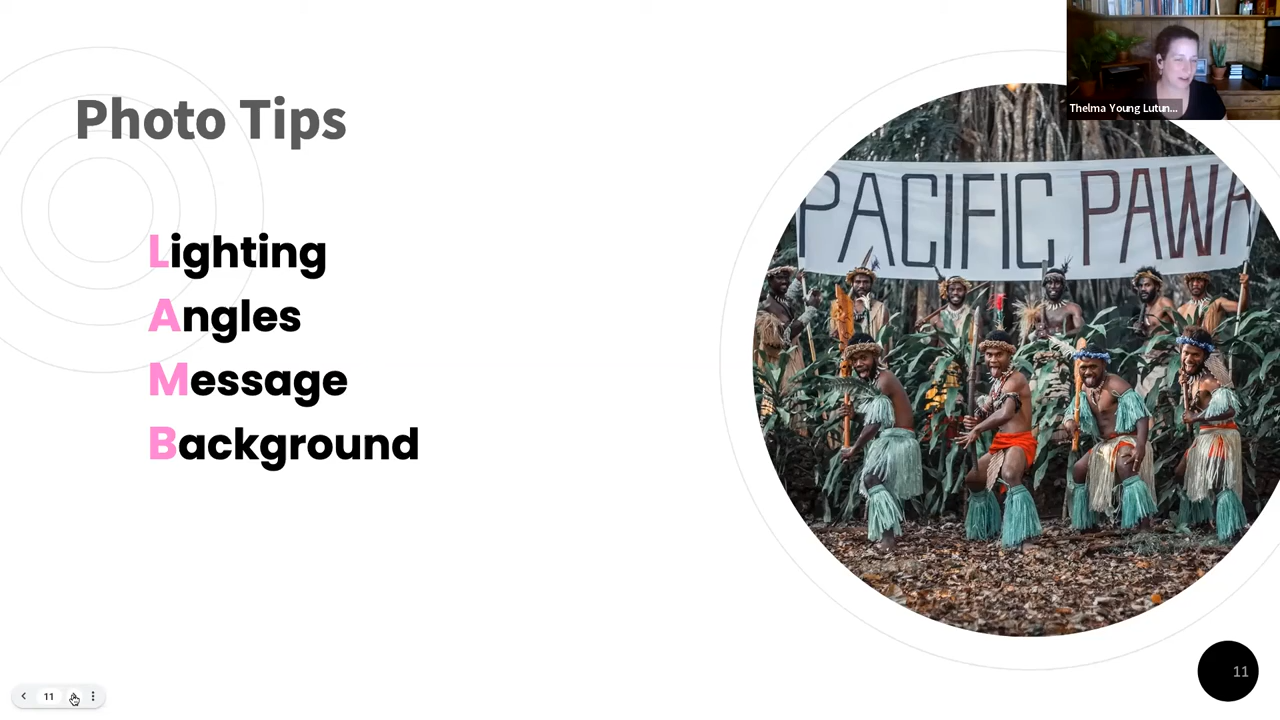 Thelma Young Lutun...
Photo Tips
PACIFIC PAWA
Lighting
Angles
Message
Background
11
11